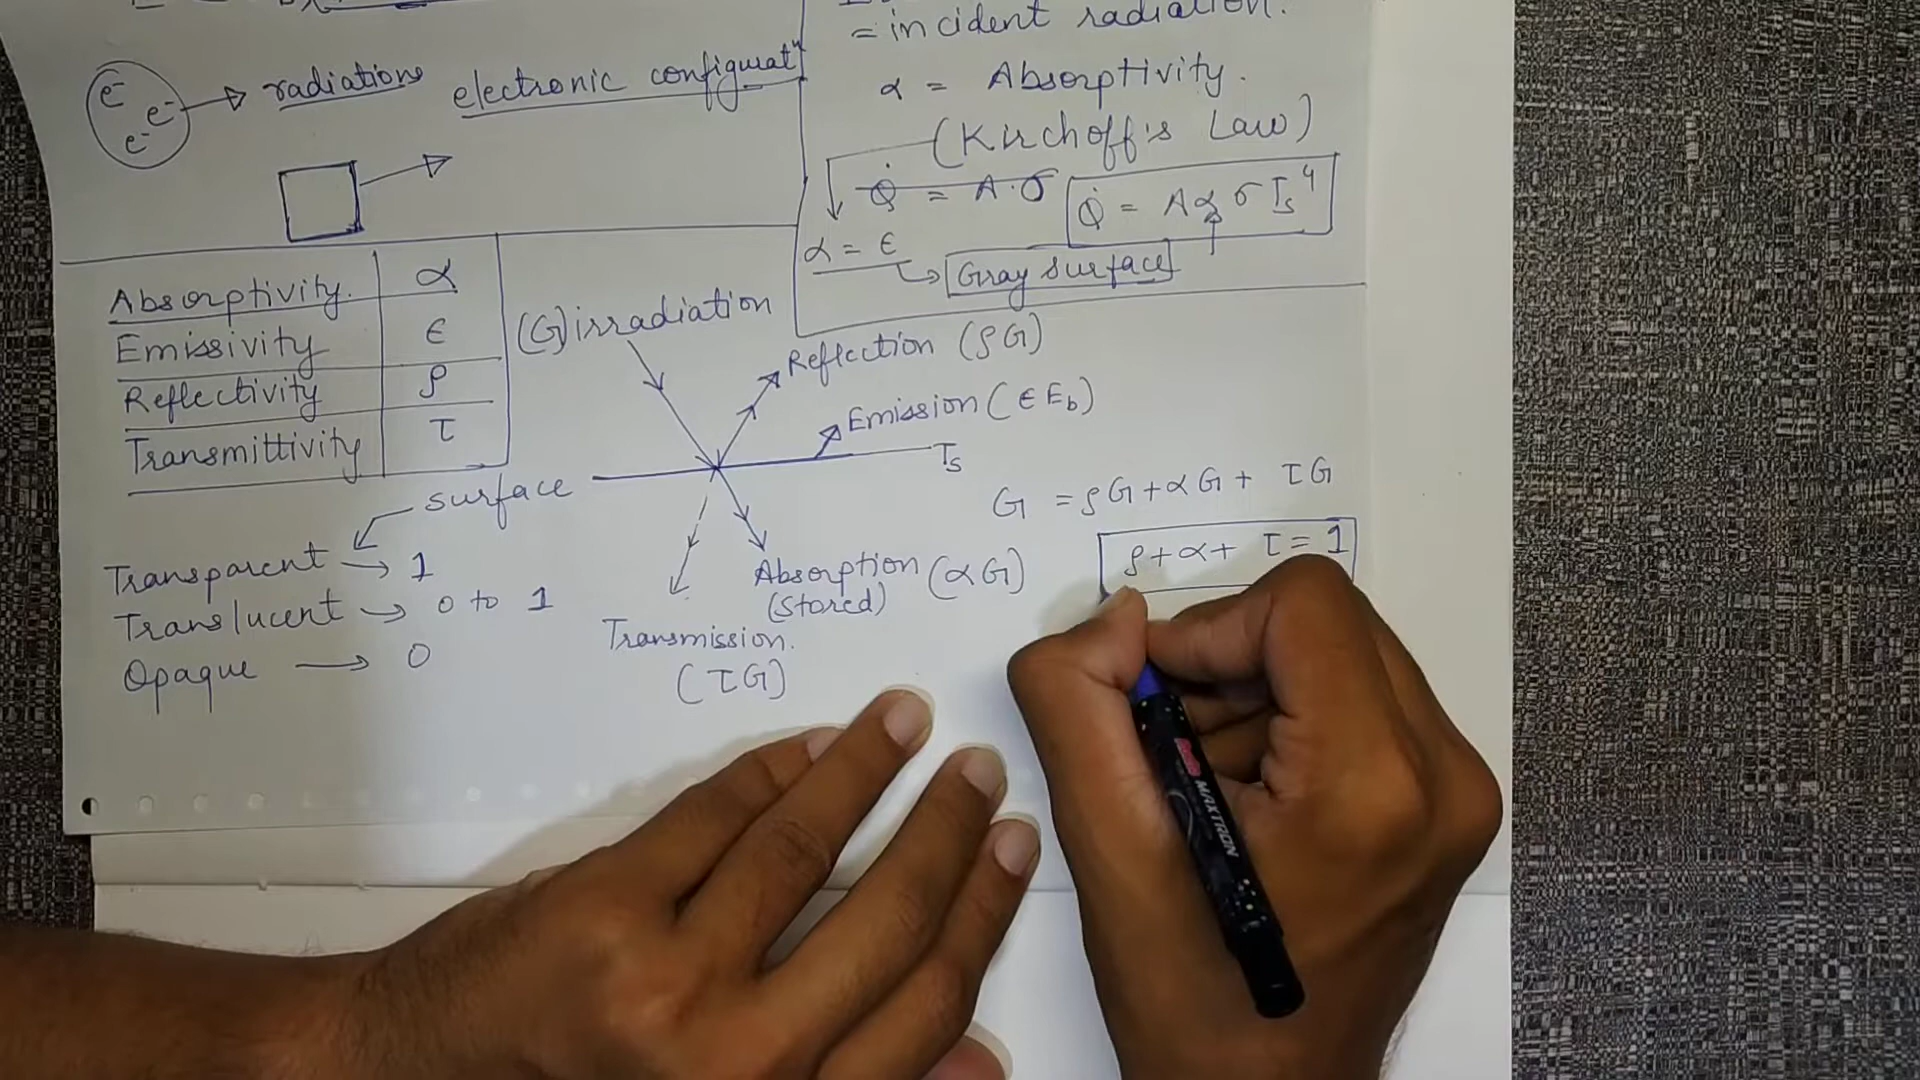 e⁻
e⁻
e⁻
radiations
electronic configuratⁿ
= incident radiation.
α = Absorptivity.
(Kirchoff's Law)
Q̇ = A·σ
Q̇ = Aασ Ts⁴
α = ϵ
Gray surface
Absorptivity. α
Emissivity ϵ
Reflectivity ρ
Transmittivity τ
(G) irradiation
Reflection (ρG)
Emission (ϵ Eb)
Ts
surface
Transparent → 1
Translucent → 0 to 1
Opaque → 0
Absorption (αG)
(stored)
Transmission.
(τG)
G = ρG + αG + τG
ρ + α + τ = 1
MAXTRON